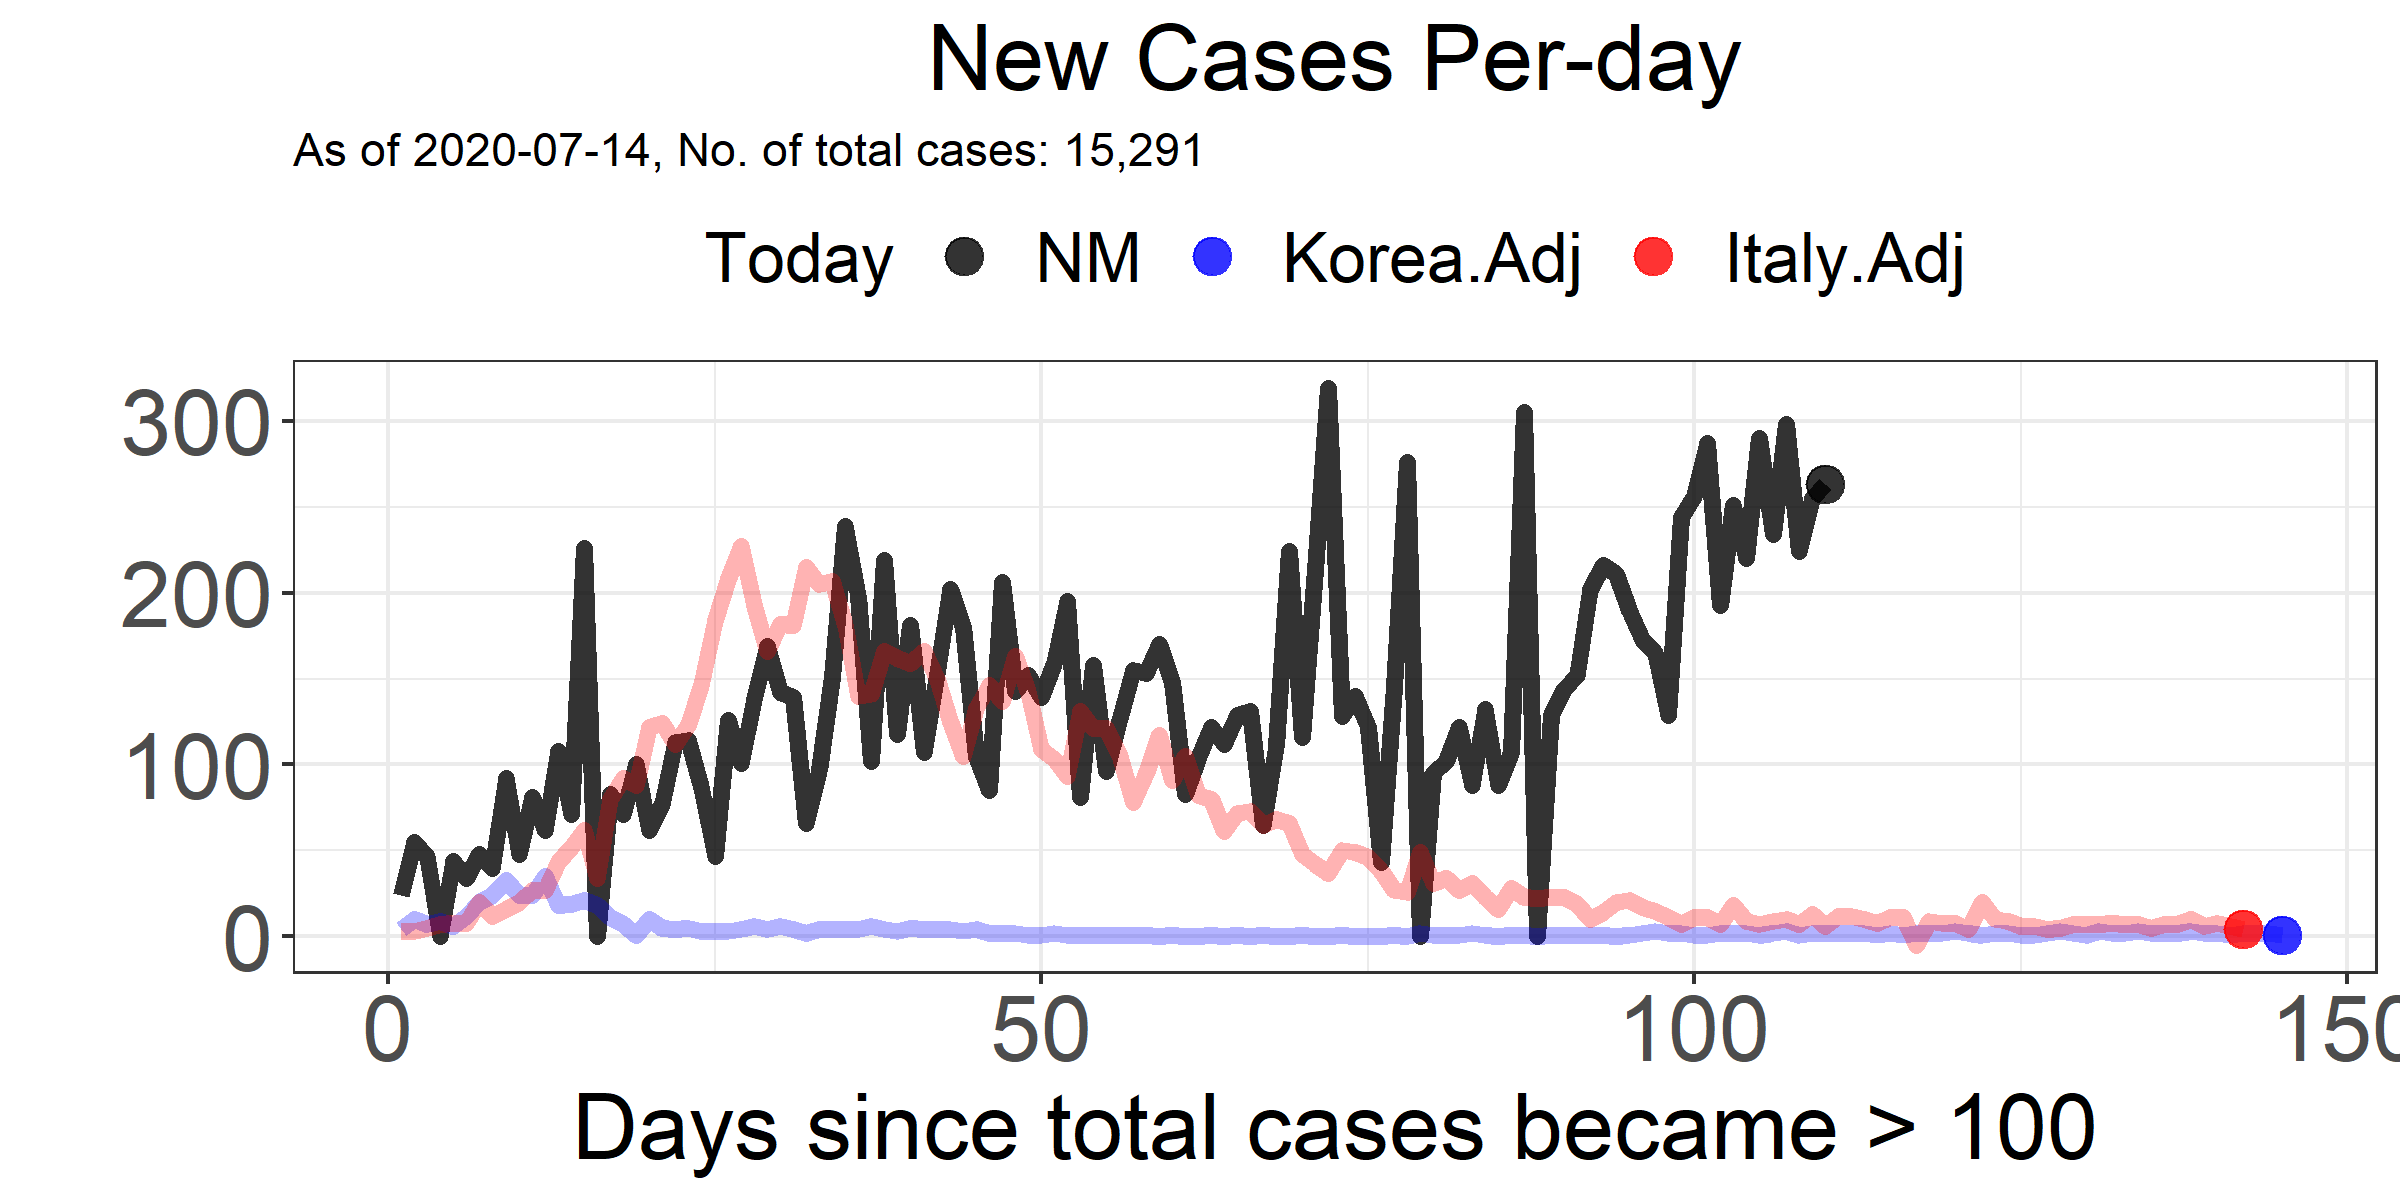 New Cases Per-day
As of 2020-07-14, No. of total cases: 15,291
Today NM Korea.Adj Italy.Adj
300
200
100
0
0 50 100 150
Days since total cases became > 100